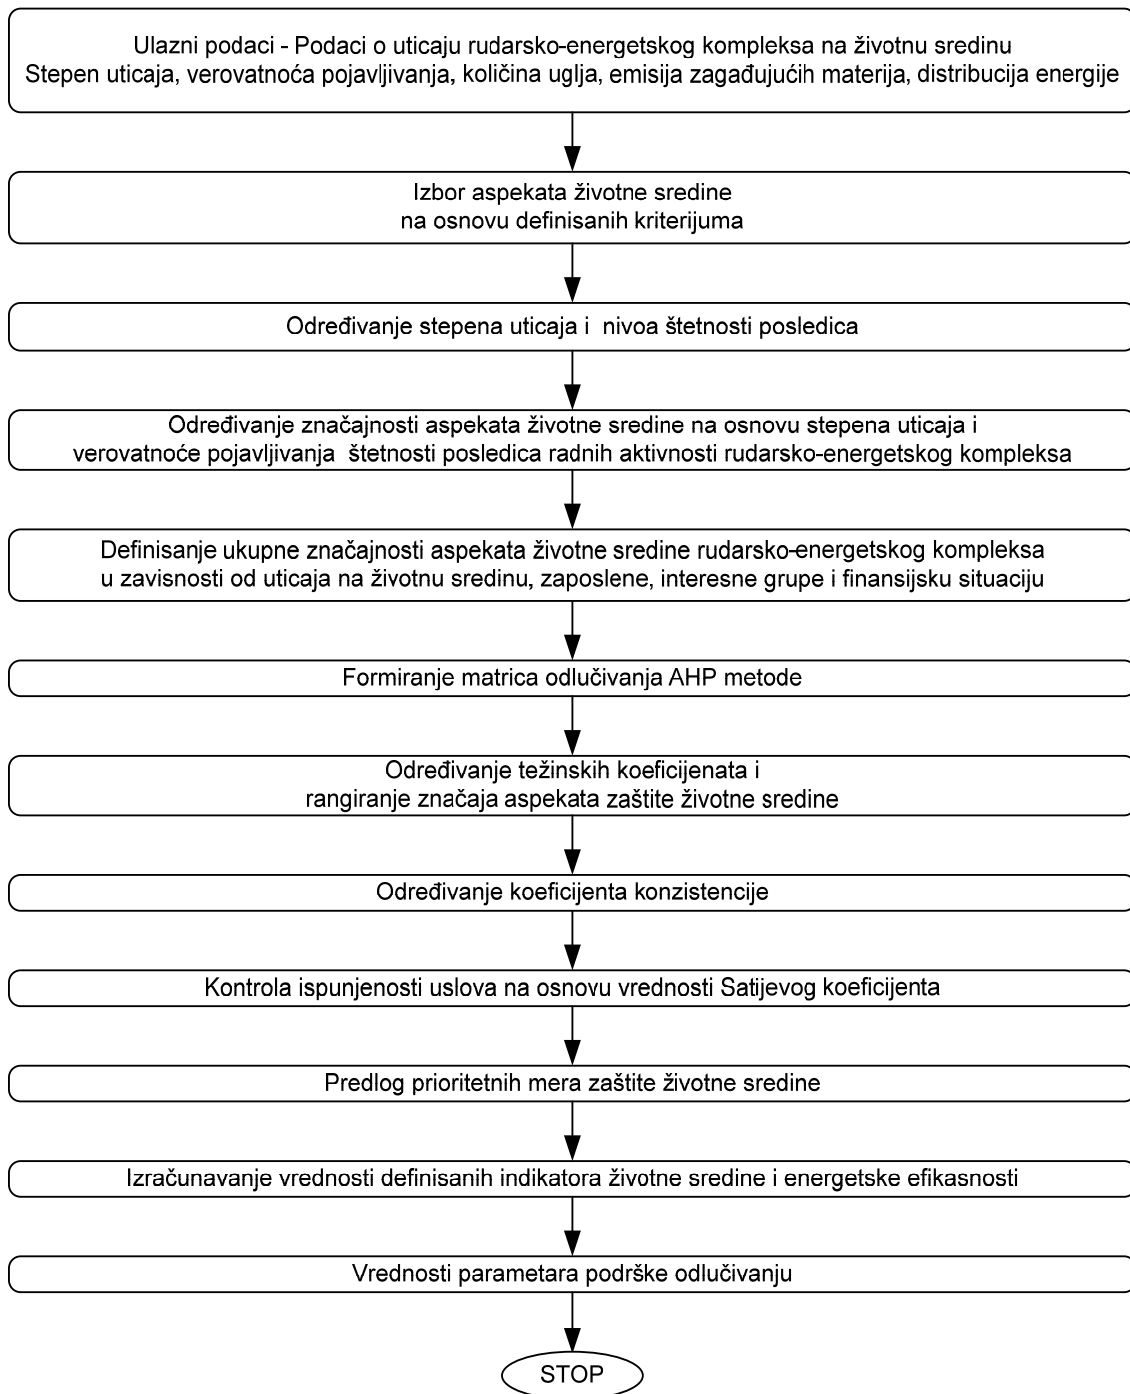 Ulazni podaci - Podaci o uticaju rudarsko-energetskog kompleksa na životnu sredinu
Stepen uticaja, verovatnoća pojavljivanja, količina uglja, emisija zagađujućih materija, distribucija energije
Izbor aspekata životne sredine
na osnovu definisanih kriterijuma
Određivanje stepena uticaja i nivoa štetnosti posledica
Određivanje značajnosti aspekata životne sredine na osnovu stepena uticaja i
verovatnoće pojavljivanja štetnosti posledica radnih aktivnosti rudarsko-energetskog kompleksa
Definisanje ukupne značajnosti aspekata životne sredine rudarsko-energetskog kompleksa
u zavisnosti od uticaja na životnu sredinu, zaposlene, interesne grupe i finansijsku situaciju
Formiranje matrica odlučivanja AHP metode
Određivanje težinskih koeficijenata i
rangiranje značaja aspekata zaštite životne sredine
Određivanje koeficijenta konzistencije
Kontrola ispunjenosti uslova na osnovu vrednosti Satijevog koeficijenta
Predlog prioritetnih mera zaštite životne sredine
Izračunavanje vrednosti definisanih indikatora životne sredine i energetske efikasnosti
Vrednosti parametara podrške odlučivanju
STOP